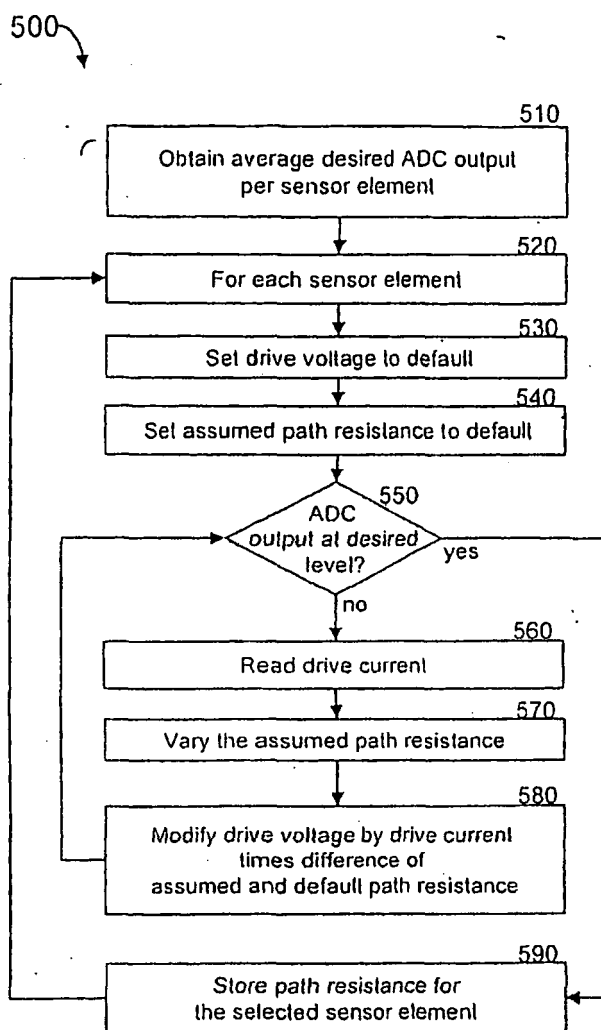 500
510
Obtain average desired ADC output
per sensor element
520
For each sensor element
530
Set drive voltage to default
540
Set assumed path resistance to default
550
ADC
output at desired
level?
yes
no
560
Read drive current
570
Vary the assumed path resistance
580
Modify drive voltage by drive current
times difference of
assumed and default path resistance
590
Store path resistance for
the selected sensor element